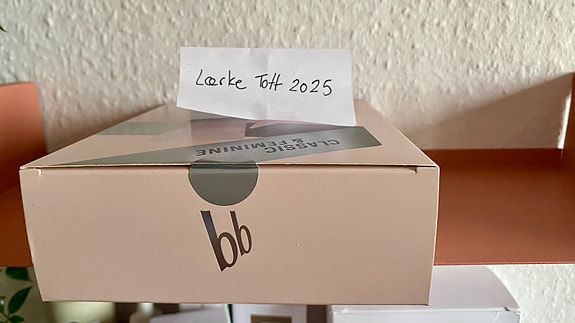 Lærke Toft 2025
CLASSIC
& FEMININE
bb